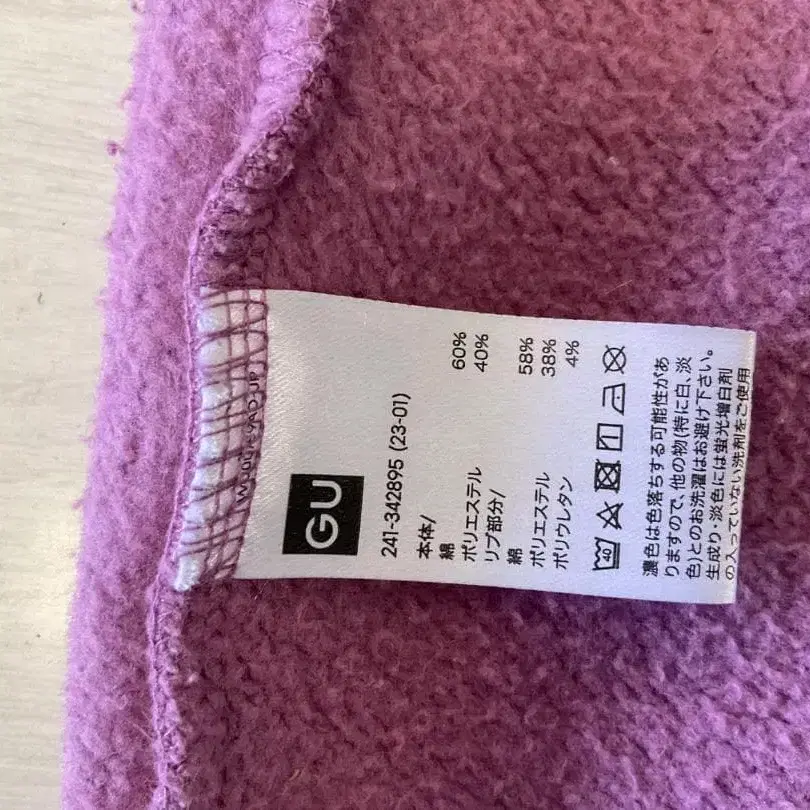 GU
241-342895 (23-01)
本体/
綿 60%
ポリエステル 40%
リブ部分/
綿 58%
ポリエステル 38%
ポリウレタン 4%
40
濃色は色落ちする可能性があ
りますので、他の物(特に白、淡
色)とのお洗濯はお避け下さい。
生成り・淡色には蛍光増白剤
の入っていない洗剤をご使用